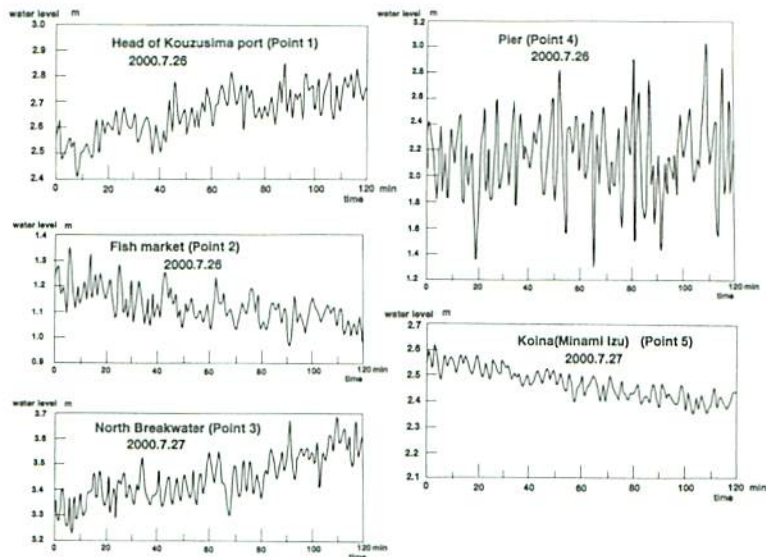 water level m
3.0
Head of Kouzusima port (Point 1)
2000.7.26
2.9
2.8
2.7
2.6
2.5
2.4
0 20 40 60 80 100 120 min
time
water level m
1.4
Fish market (Point 2)
1.3
2000.7.26
1.2
1.1
1.0
0.9
0 20 40 60 80 100 120 min
time
water level m
3.7
North Breakwater (Point 3)
3.6
2000.7.27
3.5
3.4
3.3
3.2
0 20 40 60 80 100 120 min
time
water level m
3.2
Pier (Point 4)
3.0
2000.7.26
2.8
2.6
2.4
2.2
2.0
1.8
1.6
1.4
1.2
0 20 40 60 80 100 120 min
time
water level m
2.7
Koina(Minami Izu) (Point 5)
2.6
2000.7.27
2.5
2.4
2.3
2.2
2.1
0 20 40 60 80 100 120 min
time